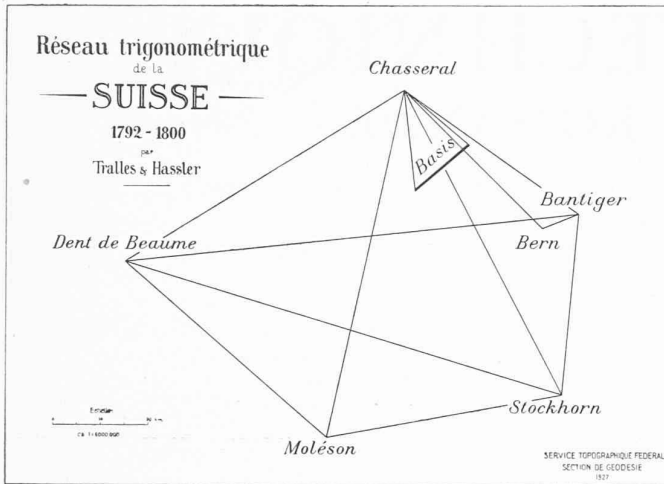 Réseau trigonométrique
de la
SUISSE
1792 - 1800
par
Tralles & Hassler
Chasseral
Basis
Bantiger
Bern
Dent de Beaume
Stockhorn
Moléson
SERVICE TOPOGRAPHIQUE FEDERAL
SECTION DE GEODESIE
1927